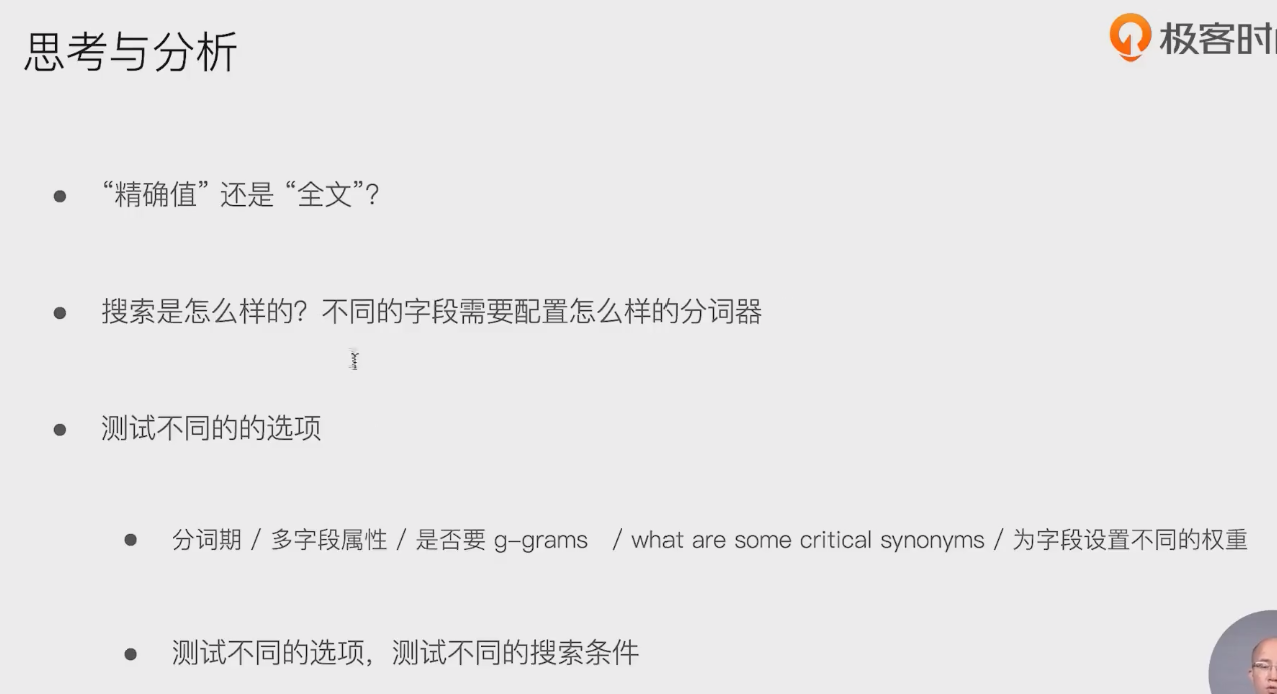 思考与分析
极客时间
“精确值” 还是 “全文”？
搜索是怎么样的？不同的字段需要配置怎么样的分词器
测试不同的的选项
分词期 / 多字段属性 / 是否要 g-grams / what are some critical synonyms / 为字段设置不同的权重
测试不同的选项，测试不同的搜索条件